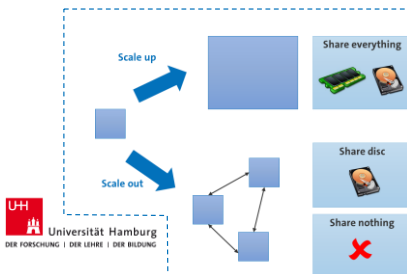 Scale up
Share everything
Scale out
Share disc
Share nothing
UHH
Universität Hamburg
DER FORSCHUNG | DER LEHRE | DER BILDUNG